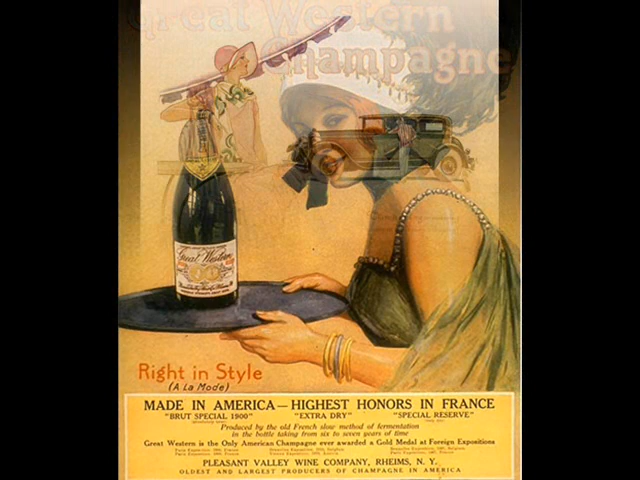 Great Western
Champagne
Great Western
Right in Style
(A La Mode)
MADE IN AMERICA—HIGHEST HONORS IN FRANCE
"BRUT SPECIAL 1900" "EXTRA DRY" "SPECIAL RESERVE"
Produced by the old French slow method of fermentation
in the bottle taking from six to seven years of time
Great Western is the Only American Champagne ever awarded a Gold Medal at Foreign Expositions
PLEASANT VALLEY WINE COMPANY, RHEIMS, N. Y.
OLDEST AND LARGEST PRODUCERS OF CHAMPAGNE IN AMERICA